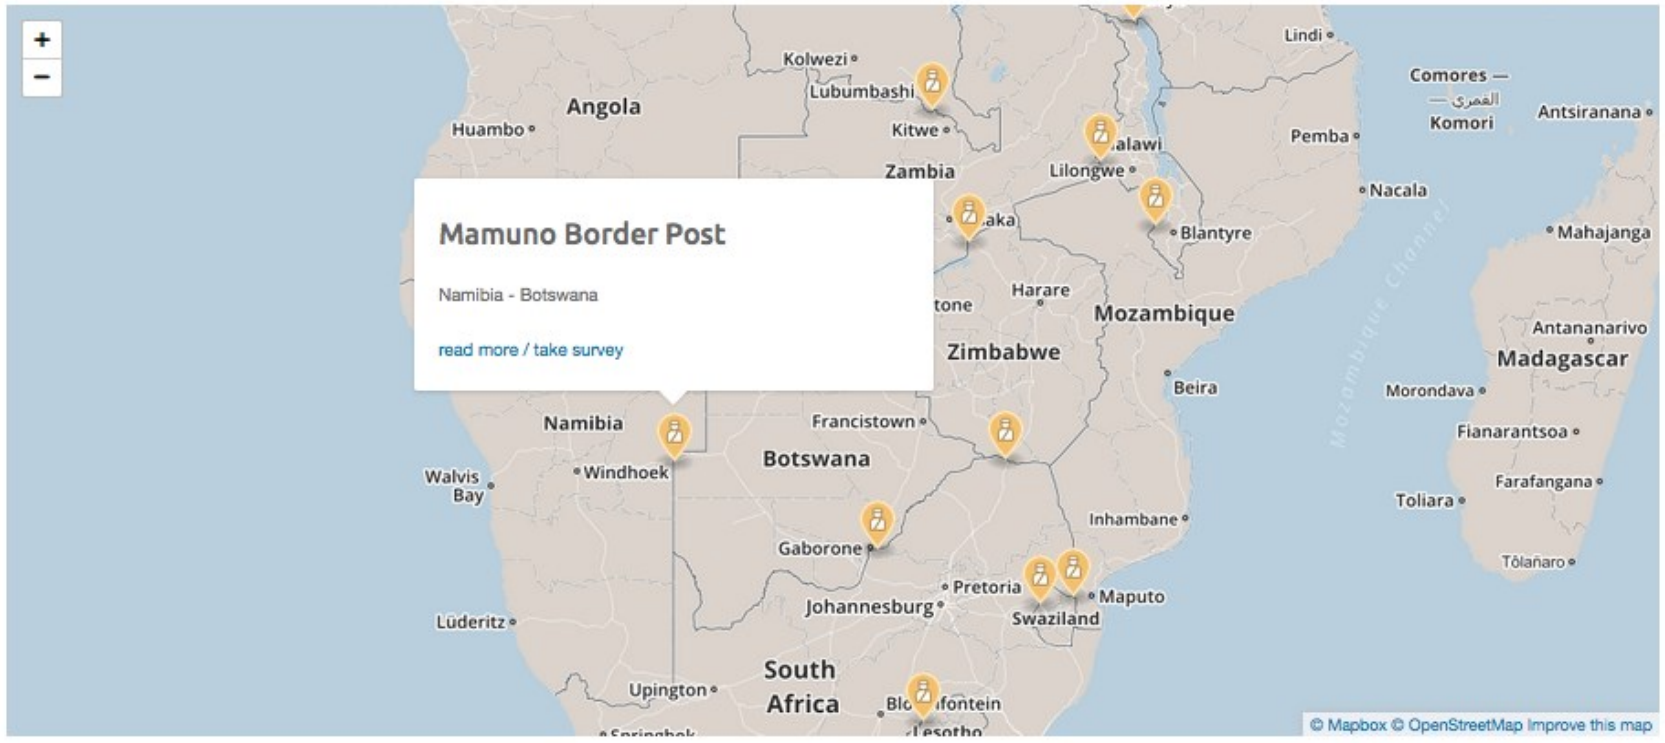 +
−
Lindi
Kolwezi
Comores —
القمري —
Komori
Lubumbashi
Angola
Antsiranana
Huambo
Kitwe
Pemba
alawi
Zambia
Lilongwe
Nacala
aka
Blantyre
Mahajanga
Mamuno Border Post
Namibia - Botswana
read more / take survey
Mozambique Channel
Harare
tone
Mozambique
Antananarivo
Zimbabwe
Madagascar
Beira
Morondava
Namibia
Francistown
Fianarantsoa
Botswana
Windhoek
Walvis
Bay
Farafangana
Toliara
Inhambane
Gaborone
Tôlañaro
Pretoria
Maputo
Johannesburg
Swaziland
Lüderitz
South
Africa
Upington
Blo mfontein
Lesotho
Springbok
© Mapbox © OpenStreetMap Improve this map